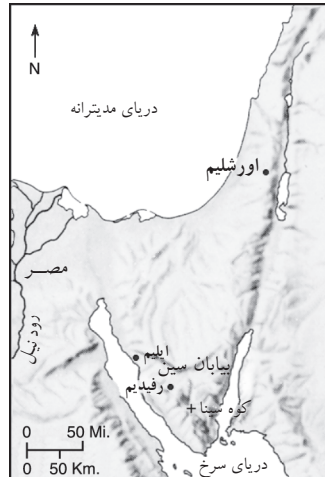 N
دریای مدیترانه
اورشلیم
مصر
رود نیل
ایلیم
بیابان سین
رفیدیم
کوه سینا +
0 50 Mi.
0 50 Km.
دریای سرخ